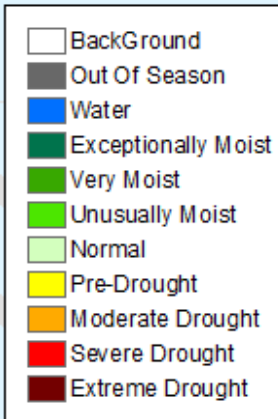 BackGround
Out Of Season
Water
Exceptionally Moist
Very Moist
Unusually Moist
Normal
Pre-Drought
Moderate Drought
Severe Drought
Extreme Drought